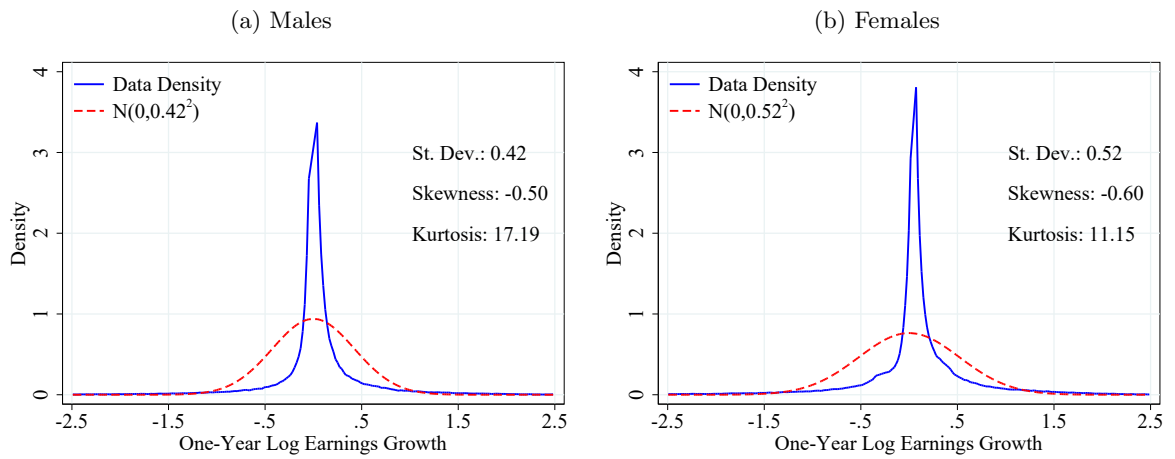 (a) Males
4
Data Density
N(0,0.42²)
3
St. Dev.: 0.42
Skewness: -0.50
2
Kurtosis: 17.19
Density
1
0
-2.5 -1.5 -.5 .5 1.5 2.5
One-Year Log Earnings Growth
(b) Females
4
Data Density
N(0,0.52²)
3
St. Dev.: 0.52
Skewness: -0.60
2
Kurtosis: 11.15
Density
1
0
-2.5 -1.5 -.5 .5 1.5 2.5
One-Year Log Earnings Growth